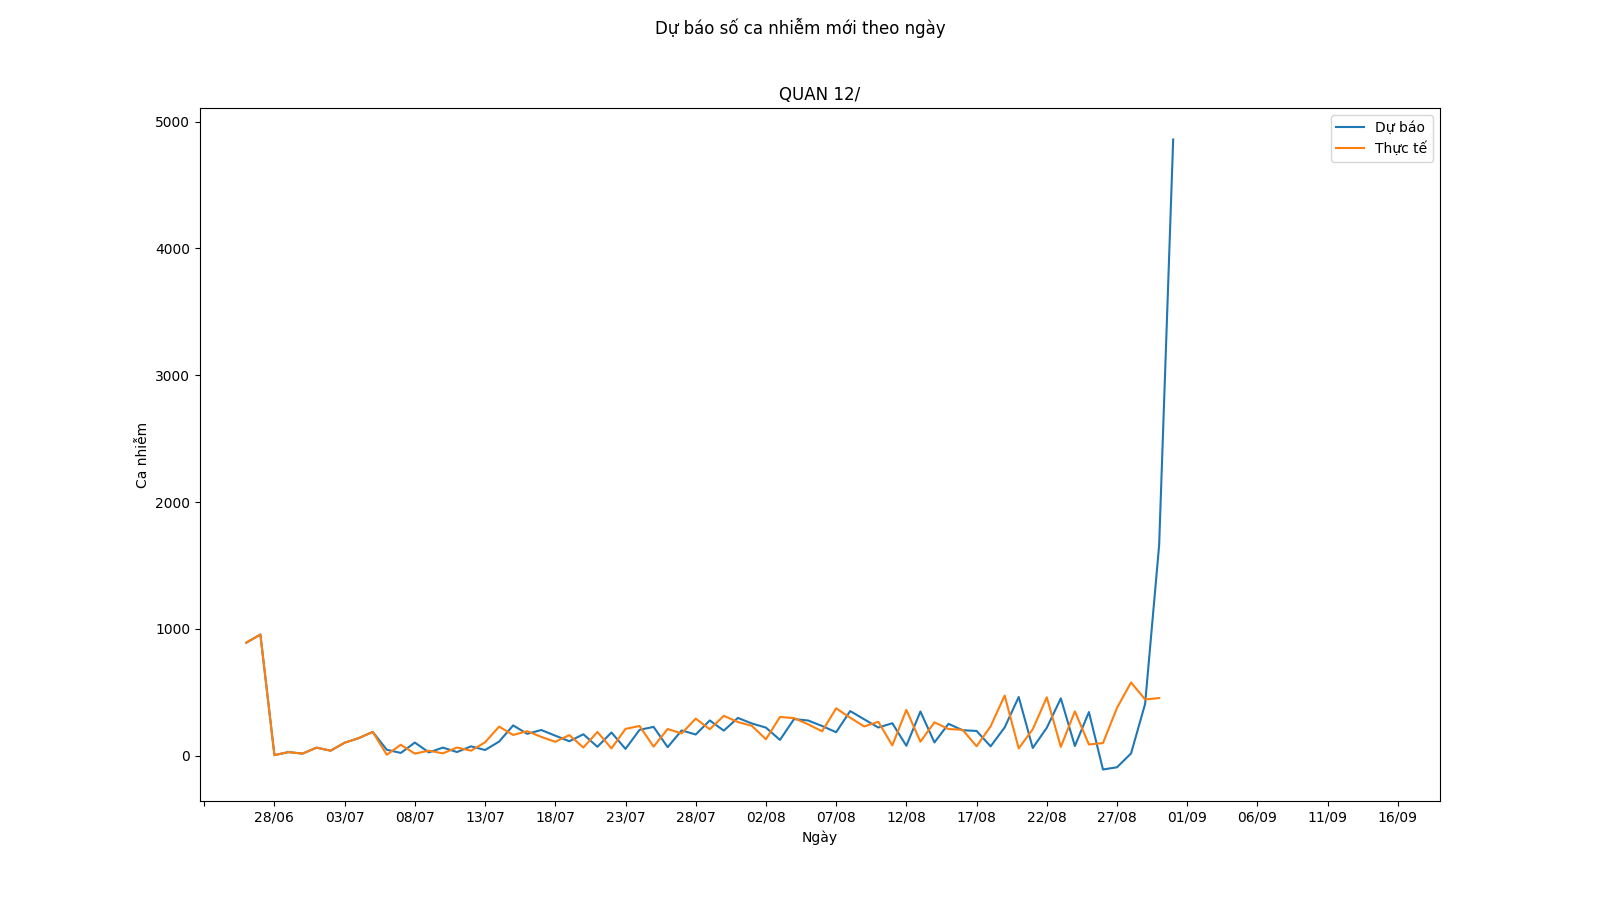 Dự báo số ca nhiễm mới theo ngày
QUAN 12/
5000
4000
3000
2000
1000
0
Ca nhiễm
Dự báo
Thực tế
28/06 03/07 08/07 13/07 18/07 23/07 28/07 02/08 07/08 12/08 17/08 22/08 27/08 01/09 06/09 11/09 16/09
Ngày